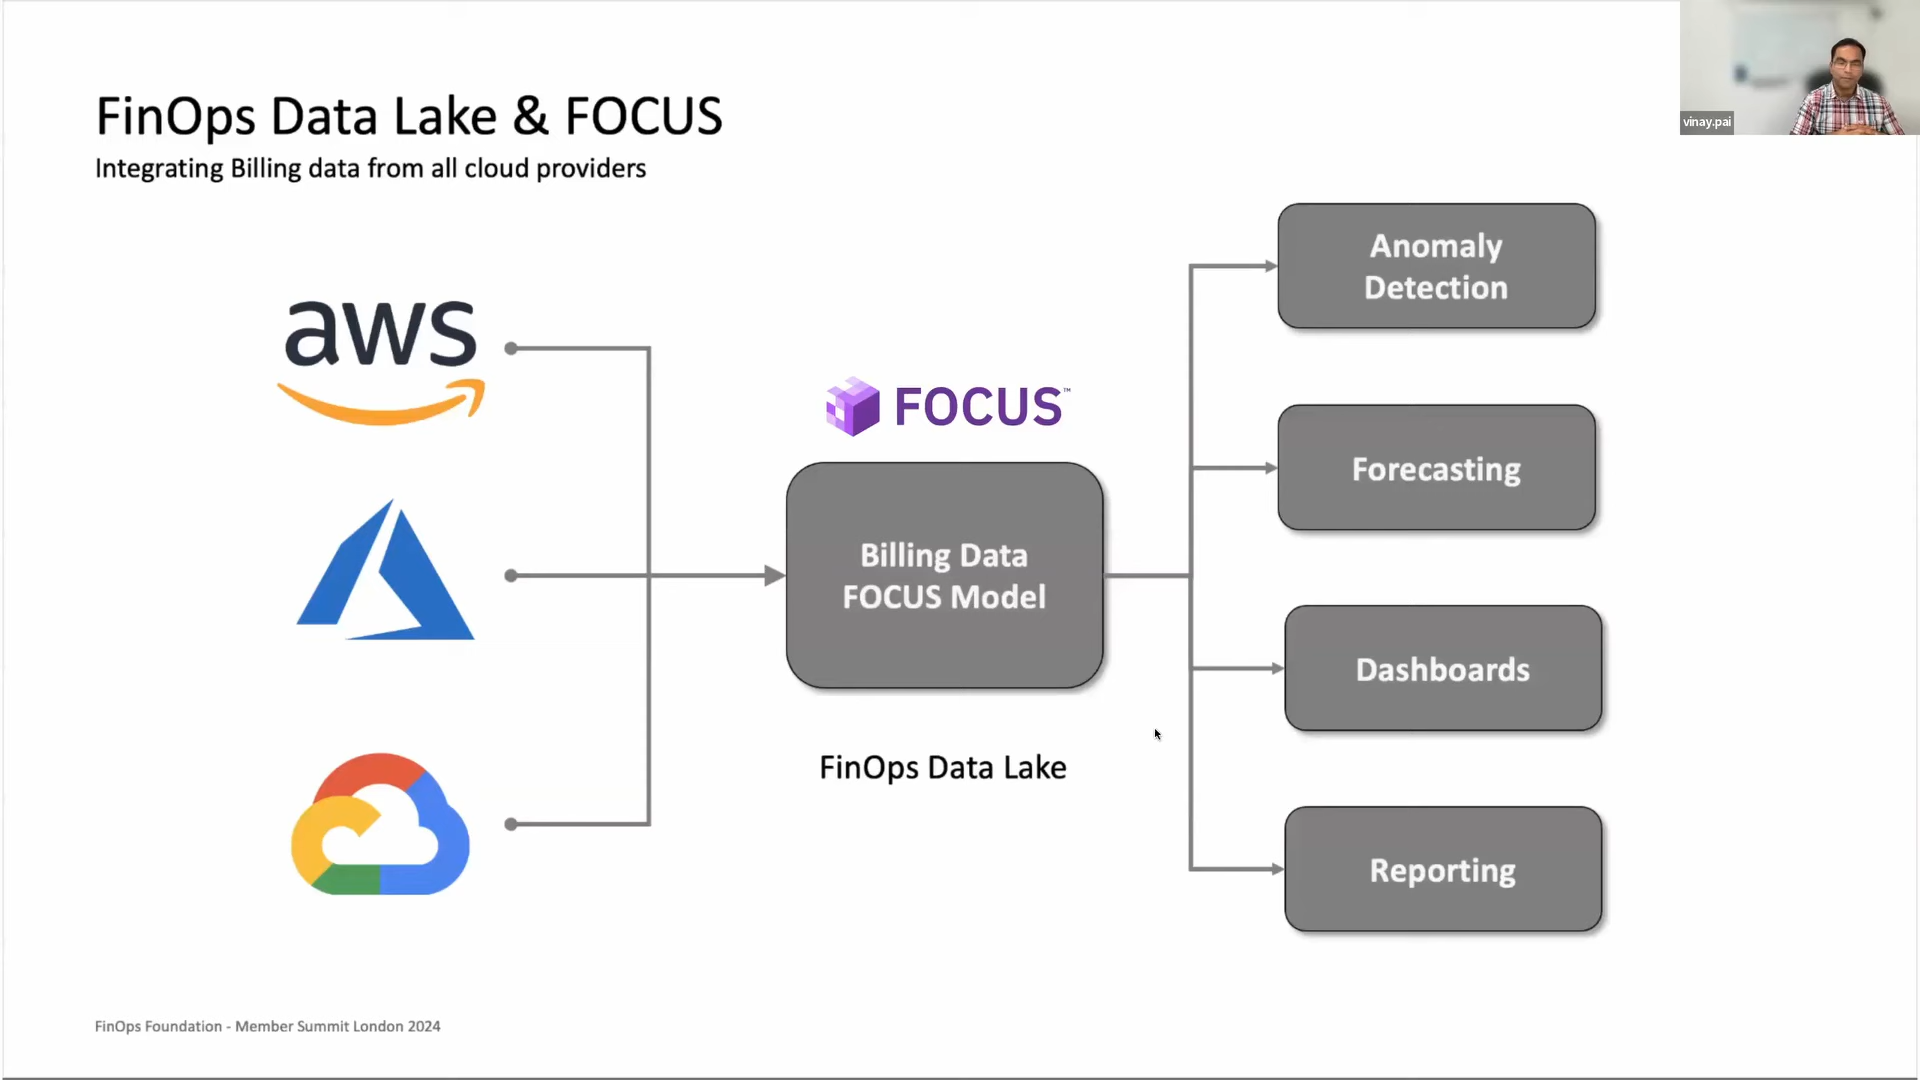 FinOps Data Lake & FOCUS
Integrating Billing data from all cloud providers
vinay.pai
aws
FOCUS™
Billing Data
FOCUS Model
FinOps Data Lake
Anomaly
Detection
Forecasting
Dashboards
Reporting
FinOps Foundation - Member Summit London 2024